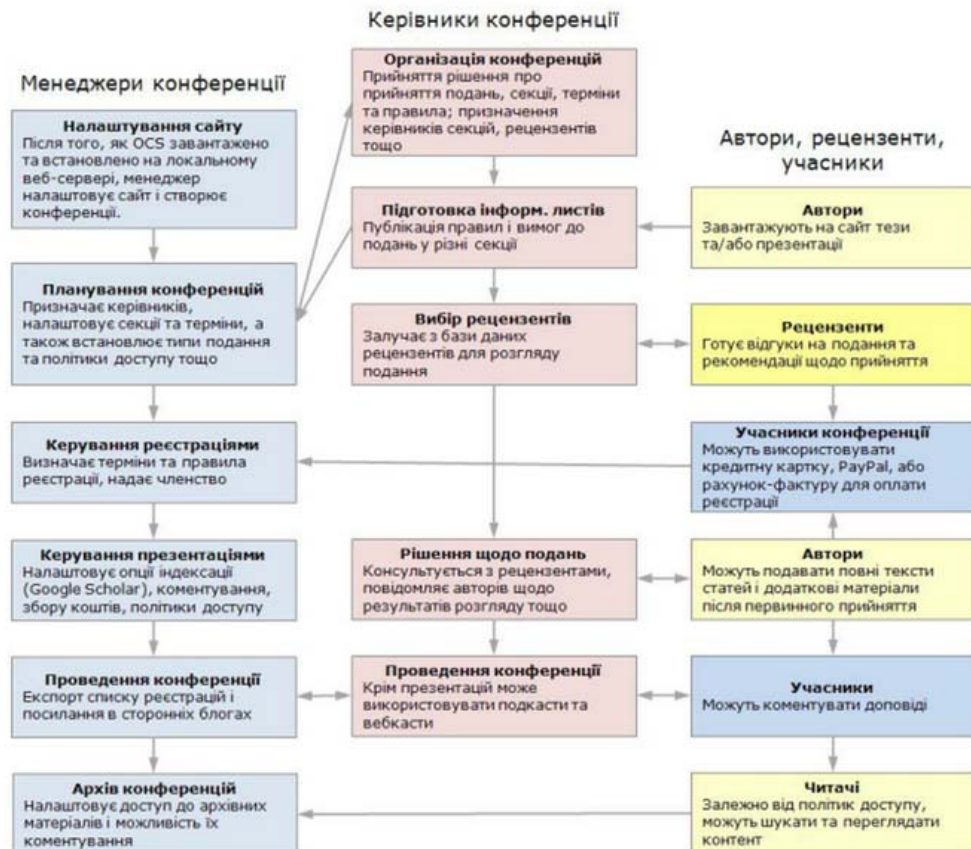 Керівники конференції
Менеджери конференції
Автори, рецензенти,
учасники
Налаштування сайту
Після того, як OCS завантажено
та встановлено на локальному
веб-сервері, менеджер
налаштовує сайт і створює
конференції.
Планування конференцій
Призначає керівників,
налаштовує секції та терміни, а
також встановлює типи подання
та політики доступу тощо
Керування реєстраціями
Визначає терміни та правила
реєстрації, надає членство
Керування презентаціями
Налаштовує опції індексації
(Google Scholar), коментування,
збору коштів, політики доступу
Проведення конференції
Експорт списку реєстрацій і
посилання в сторонніх блогах
Архів конференцій
Налаштовує доступ до архівних
матеріалів і можливість їх
коментування
Організація конференцій
Прийняття рішення про
прийняття подань, секції, терміни
та правила; призначення
керівників секцій, рецензентів
тощо
Підготовка інформ. листів
Публікація правил і вимог до
подань у різні секції
Вибір рецензентів
Залучає з бази даних
рецензентів для розгляду
подання
Рішення щодо подань
Консультується з рецензентами,
повідомляє авторів щодо
результатів розгляду тощо
Проведення конференції
Крім презентацій може
використовувати подкасти та
вебкасти
Автори
Завантажують на сайт тези
та/або презентації
Рецензенти
Готує відгуки на подання та
рекомендації щодо прийняття
Учасники конференції
Можуть використовувати
кредитну картку, PayPal, або
рахунок-фактуру для оплати
реєстрації
Автори
Можуть подавати повні тексти
статей і додаткові матеріали
після первинного прийняття
Учасники
Можуть коментувати доповіді
Читачі
Залежно від політик доступу,
можуть шукати та переглядати
контент